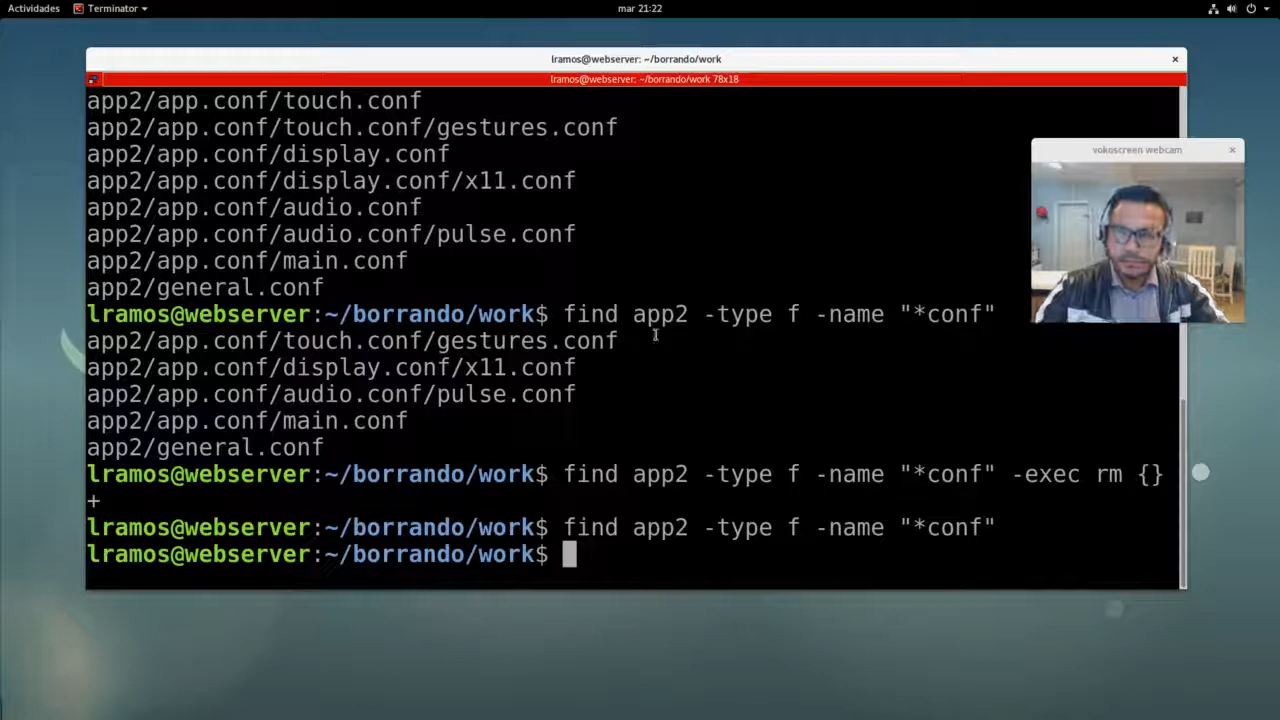 Actividades Terminator mar 21:22
lramos@webserver: ~/borrando/work
lramos@webserver: ~/borrando/work 78x18
app2/app.conf/touch.conf
app2/app.conf/touch.conf/gestures.conf
app2/app.conf/display.conf
vokoscreen webcam
app2/app.conf/display.conf/x11.conf
app2/app.conf/audio.conf
app2/app.conf/audio.conf/pulse.conf
app2/app.conf/main.conf
app2/general.conf
lramos@webserver:~/borrando/work$ find app2 -type f -name "*conf"
app2/app.conf/touch.conf/gestures.conf
app2/app.conf/display.conf/x11.conf
app2/app.conf/audio.conf/pulse.conf
app2/app.conf/main.conf
app2/general.conf
lramos@webserver:~/borrando/work$ find app2 -type f -name "*conf" -exec rm {}
+
lramos@webserver:~/borrando/work$ find app2 -type f -name "*conf"
lramos@webserver:~/borrando/work$